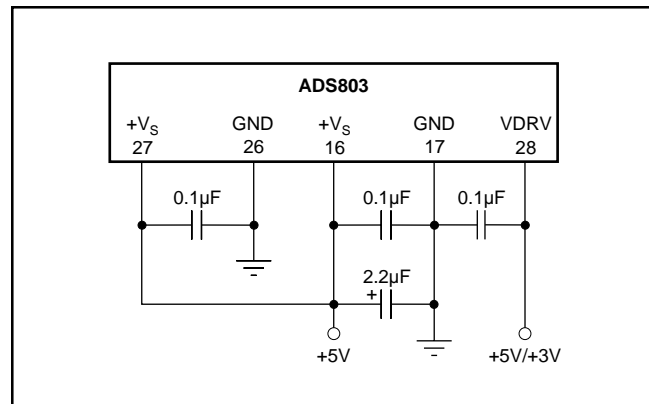 ADS803
+VS GND +VS GND VDRV
27 26 16 17 28
0.1µF 0.1µF 0.1µF
2.2µF
+
+5V +5V/+3V